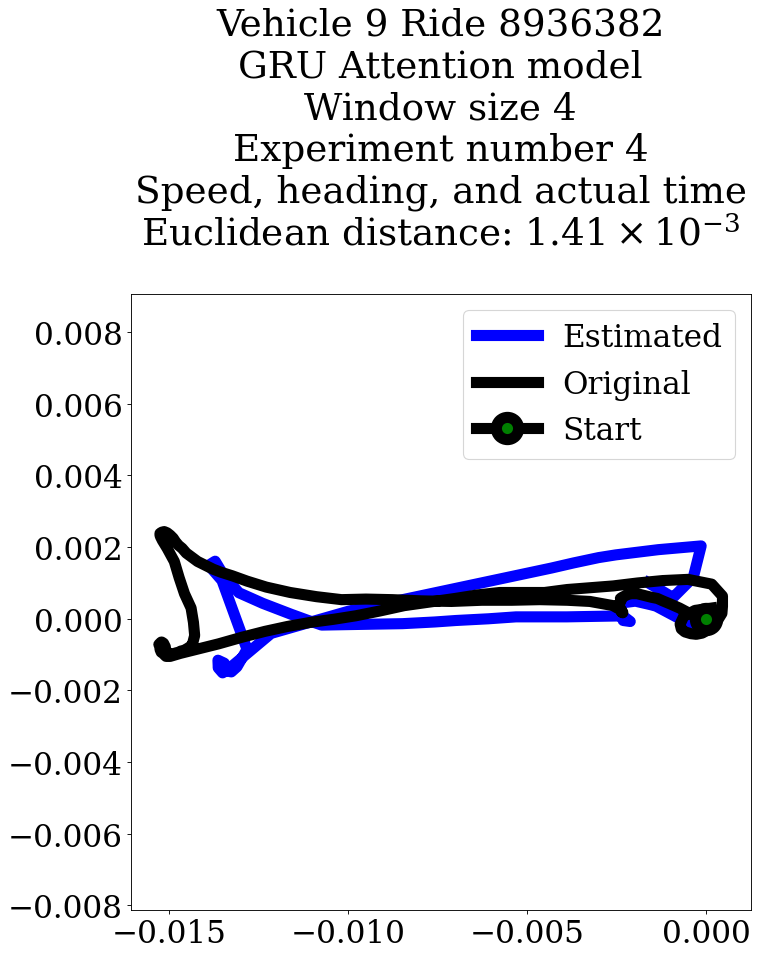 Vehicle 9 Ride 8936382
GRU Attention model
Window size 4
Experiment number 4
Speed, heading, and actual time
Euclidean distance: 1.41 × 10⁻³
Estimated
Original
Start
0.008
0.006
0.004
0.002
0.000
−0.002
−0.004
−0.006
−0.008
−0.015 −0.010 −0.005 0.000